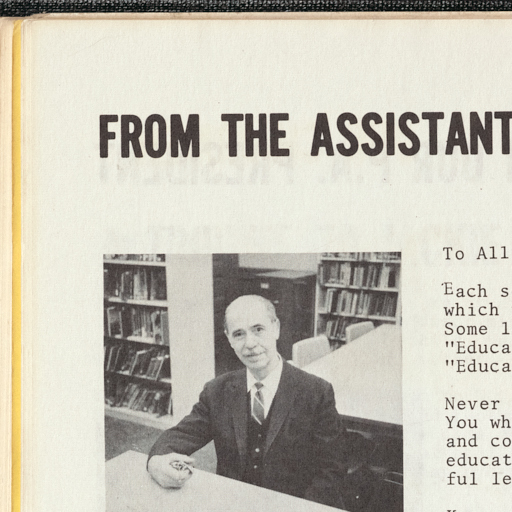 FROM THE ASSISTANT
To All
Each s
which
Some l
"Educa
"Educa
Never
You wh
and co
educat
ful le